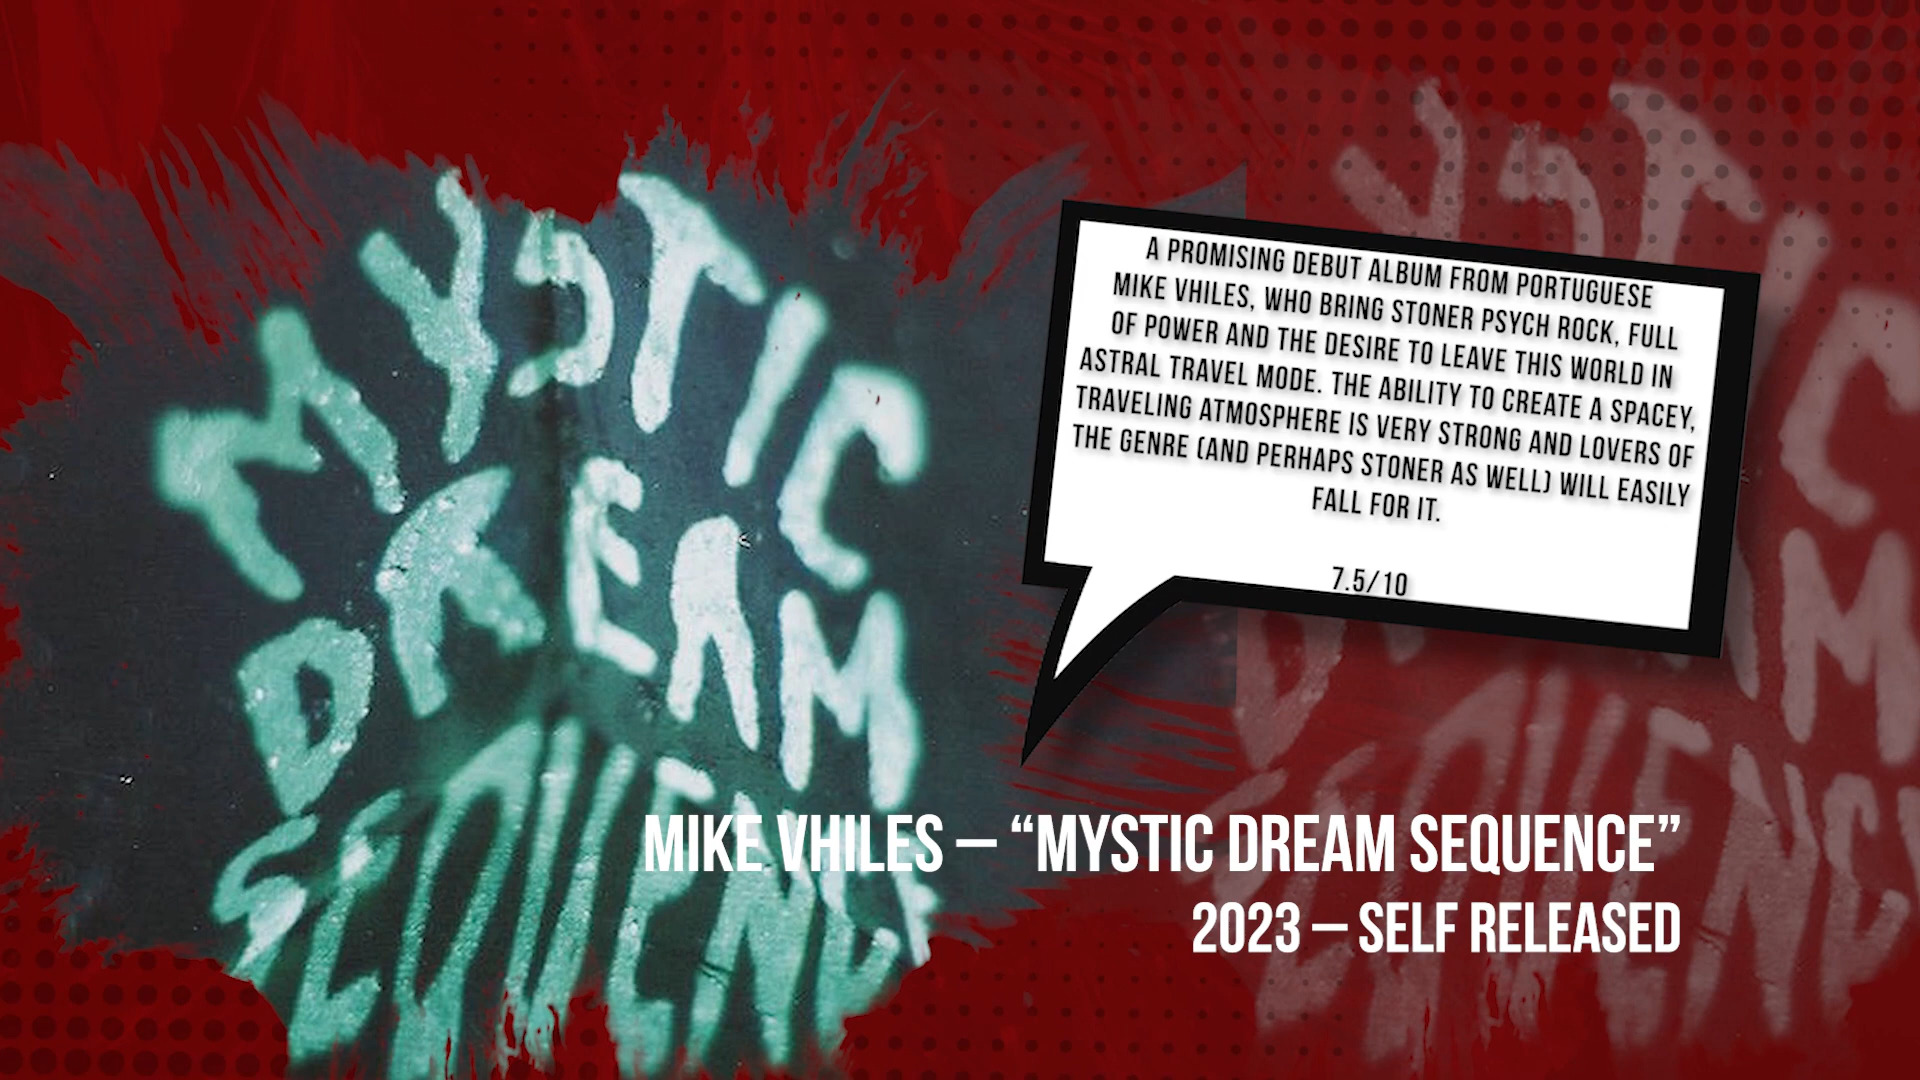 MYSTIC
DREAM
SEQUENCE
A PROMISING DEBUT ALBUM FROM PORTUGUESE
MIKE VHILES, WHO BRING STONER PSYCH ROCK, FULL
OF POWER AND THE DESIRE TO LEAVE THIS WORLD IN
ASTRAL TRAVEL MODE. THE ABILITY TO CREATE A SPACEY,
TRAVELING ATMOSPHERE IS VERY STRONG AND LOVERS OF
THE GENRE (AND PERHAPS STONER AS WELL) WILL EASILY
FALL FOR IT.
7.5/10
MIKE VHILES – “MYSTIC DREAM SEQUENCE”
2023 – SELF RELEASED